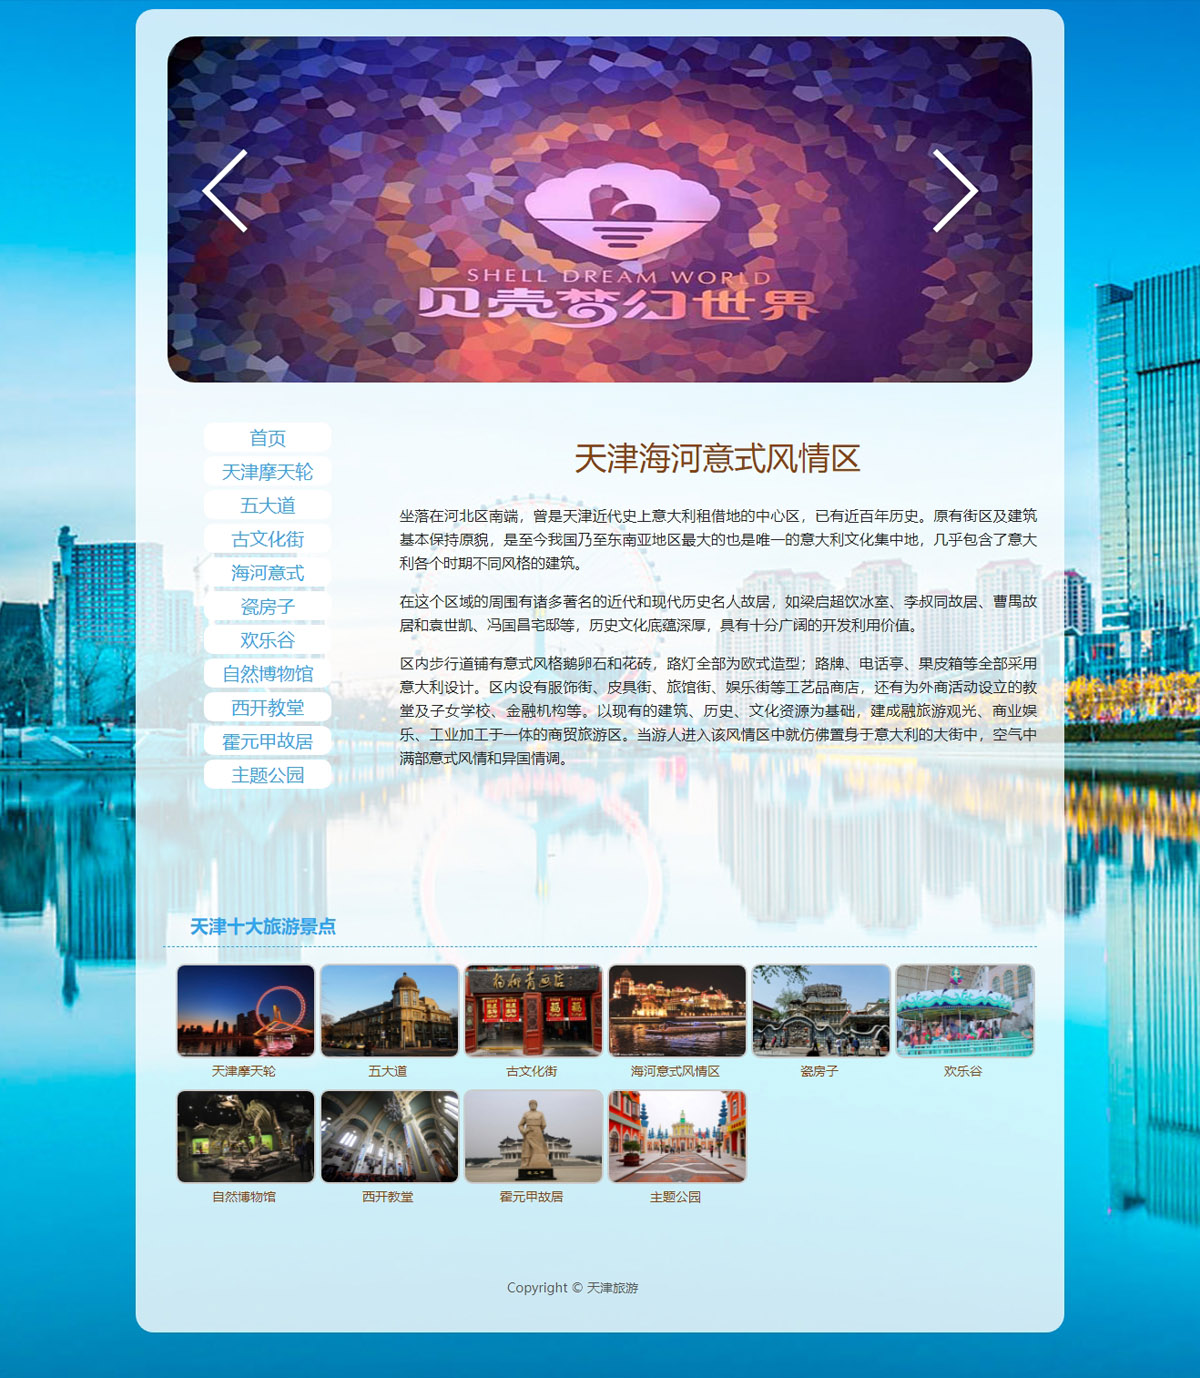 SHELL DREAM WORLD
贝壳梦幻世界
首页
天津摩天轮
五大道
古文化街
海河意式
瓷房子
欢乐谷
自然博物馆
西开教堂
霍元甲故居
主题公园
天津海河意式风情区
坐落在河北区南端，曾是天津近代史上意大利租借地的中心区，已有近百年历史。原有街区及建筑
基本保持原貌，是至今我国乃至东南亚地区最大的也是唯一的意大利文化集中地，几乎包含了意大
利各个时期不同风格的建筑。
在这个区域的周围有诸多著名的近代和现代历史名人故居，如梁启超饮冰室、李叔同故居、曹禺故
居和袁世凯、冯国昌宅邸等，历史文化底蕴深厚，具有十分广阔的开发利用价值。
区内步行道铺有意式风格鹅卵石和花砖，路灯全部为欧式造型；路牌、电话亭、果皮箱等全部采用
意大利设计。区内设有服饰街、皮具街、旅馆街、娱乐街等工艺品商店，还有为外商活动设立的教
堂及子女学校、金融机构等。以现有的建筑、历史、文化资源为基础，建成融旅游观光、商业娱
乐、工业加工于一体的商贸旅游区。当游人进入该风情区中就仿佛置身于意大利的大街中，空气中
满部意式风情和异国情调。
天津十大旅游景点
杨柳青画店
福 福
天津摩天轮
五大道
古文化街
海河意式风情区
瓷房子
欢乐谷
自然博物馆
西开教堂
霍元甲故居
主题公园
Copyright © 天津旅游